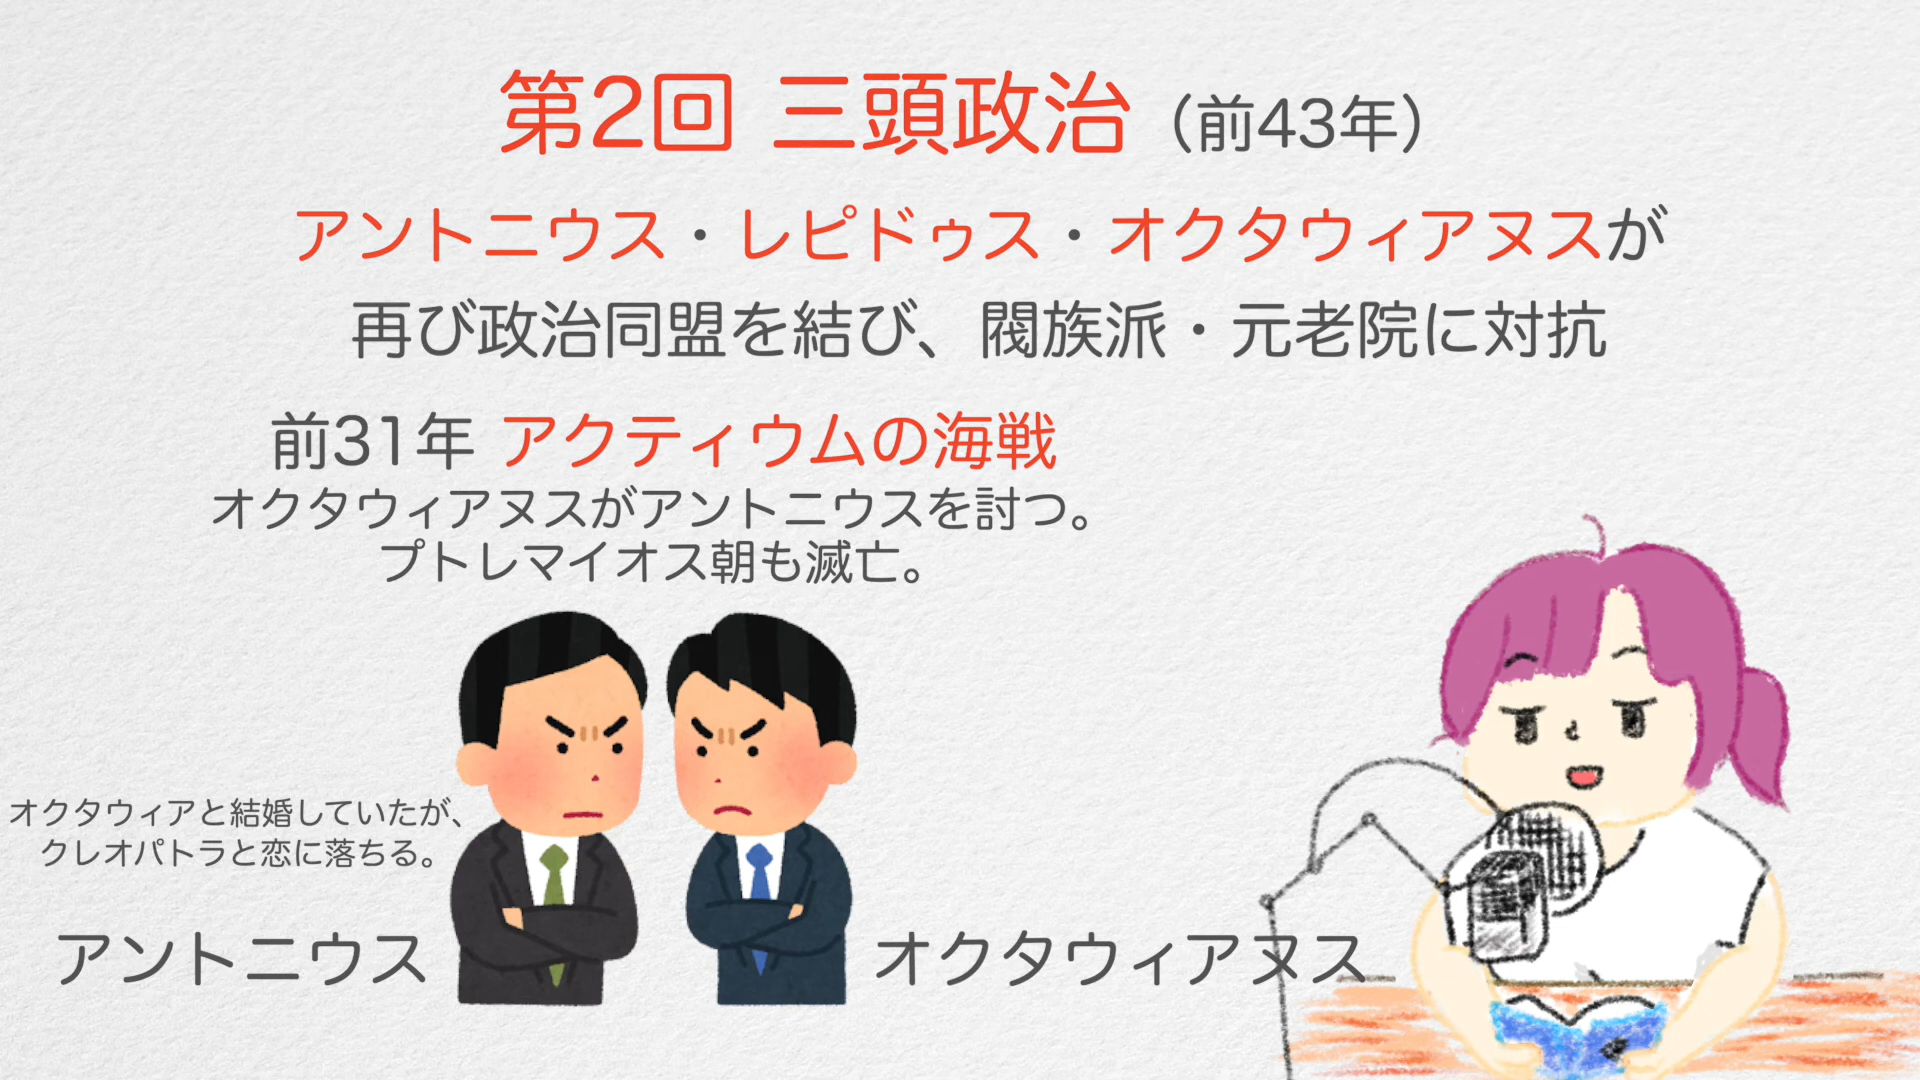 第2回 三頭政治（前43年）
アントニウス・レピドゥス・オクタウィアヌスが
再び政治同盟を結び、閥族派・元老院に対抗
前31年 アクティウムの海戦
オクタウィアヌスがアントニウスを討つ。
プトレマイオス朝も滅亡。
オクタウィアと結婚していたが、
クレオパトラと恋に落ちる。
アントニウス
オクタウィアヌス